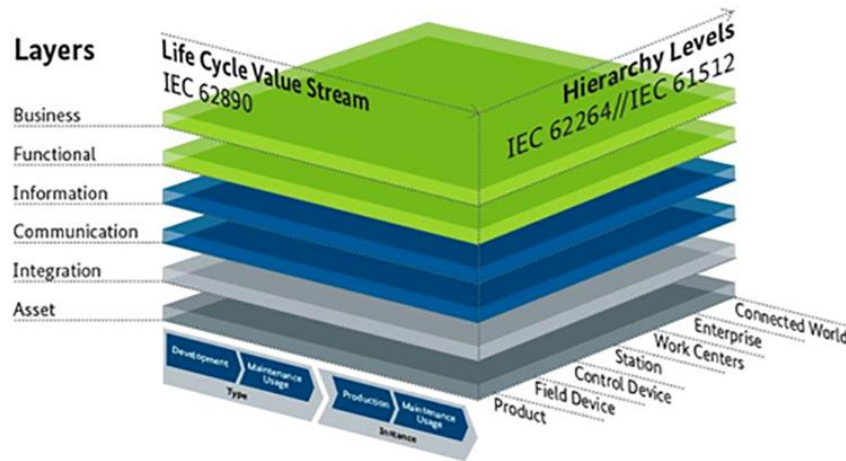 Layers
Life Cycle Value Stream
IEC 62890
Hierarchy Levels
IEC 62264//IEC 61512
Business
Functional
Information
Communication
Integration
Asset
Development
Maintenance
Usage
Type
Production
Maintenance
Usage
Instance
Product
Field Device
Control Device
Station
Work Centers
Enterprise
Connected World